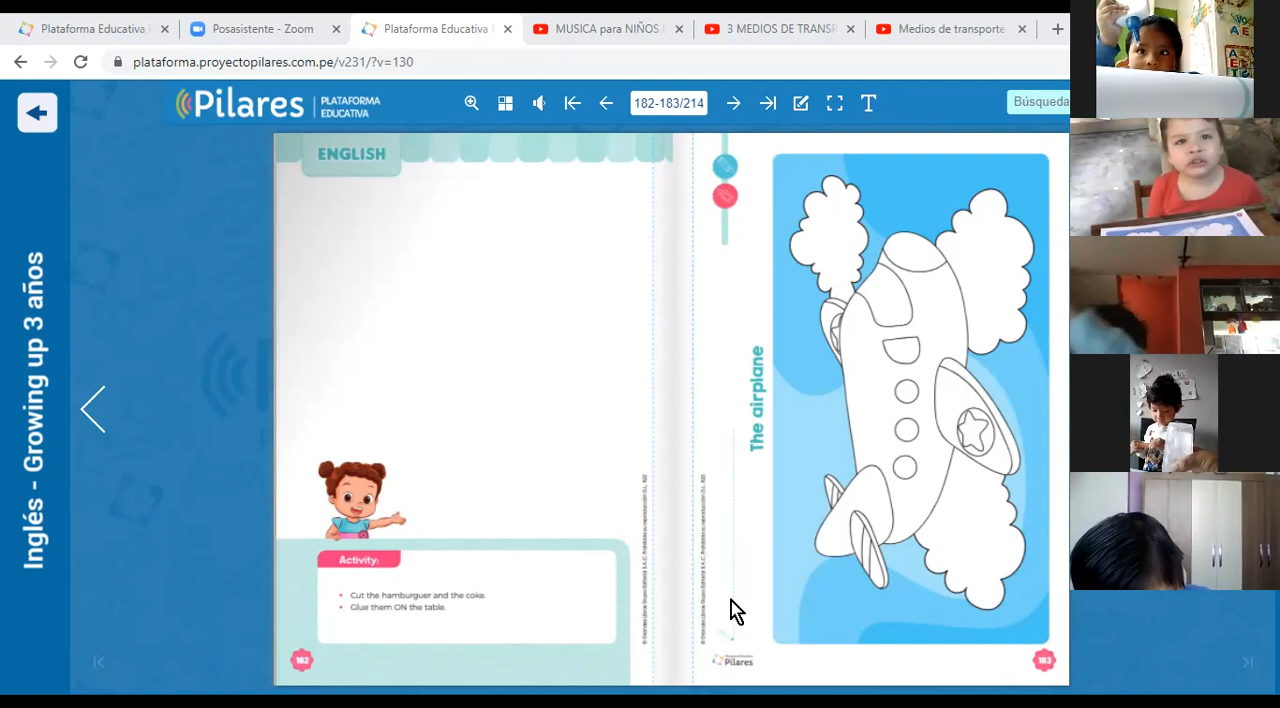 Plataforma Educativa
Posasistente - Zoom
Plataforma Educativa
MUSICA para NIÑOS
3 MEDIOS DE TRANSP
Medios de transporte
plataforma.proyectopilares.com.pe/v231/?v=130
Pilares
PLATAFORMA
EDUCATIVA
182-183/214
T
Búsqueda
Inglés - Growing up 3 años
ENGLISH
The airplane
Activity:
• Cut the hamburguer and the coke.
• Glue them ON the table.
182
Pilares
183